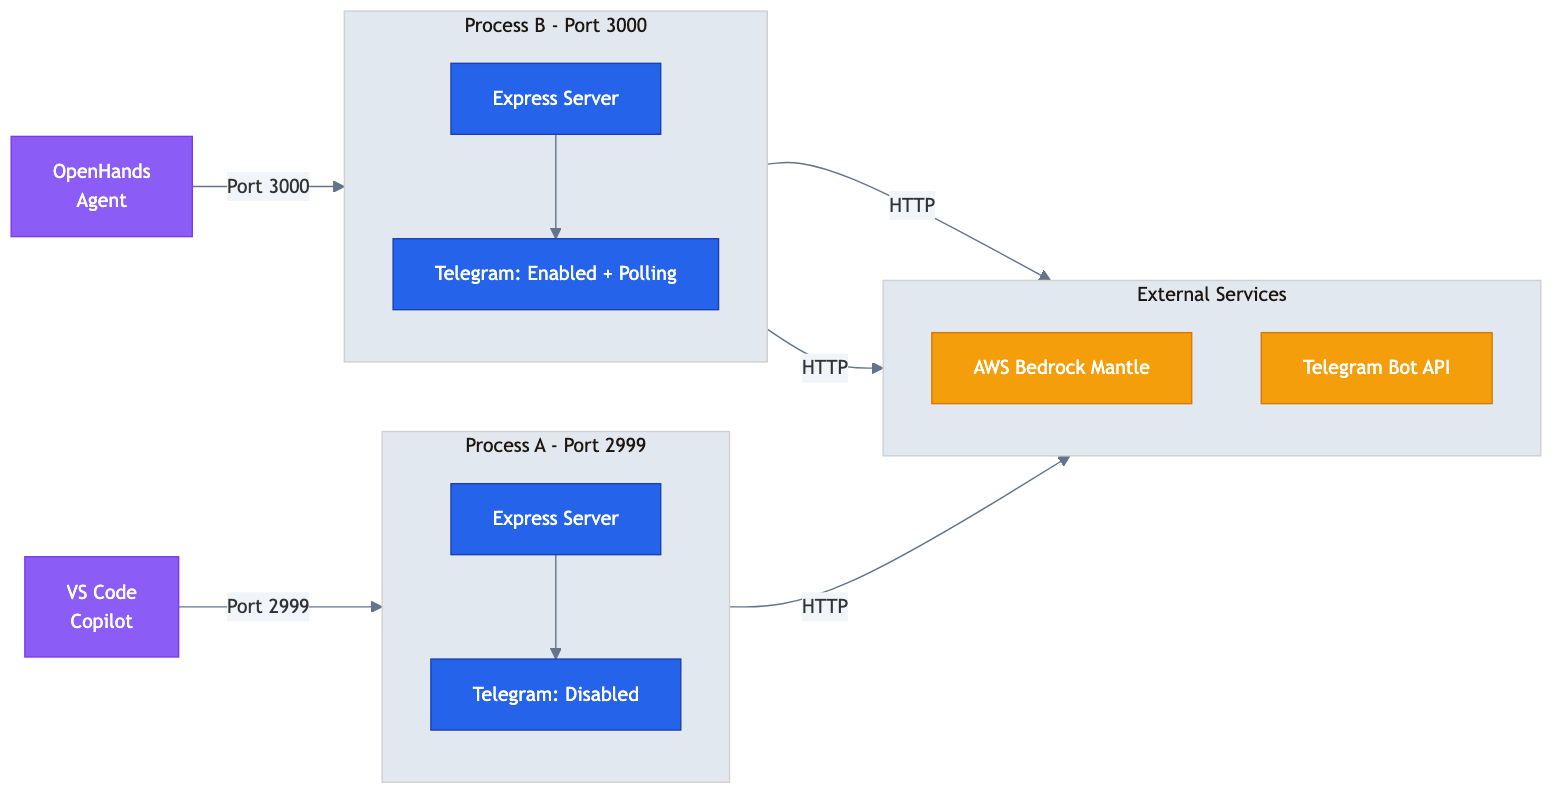 Process B - Port 3000
Express Server
OpenHands
Agent
Port 3000
HTTP
Telegram: Enabled + Polling
External Services
HTTP
AWS Bedrock Mantle
Telegram Bot API
Process A - Port 2999
Express Server
VS Code
Copilot
Port 2999
HTTP
Telegram: Disabled